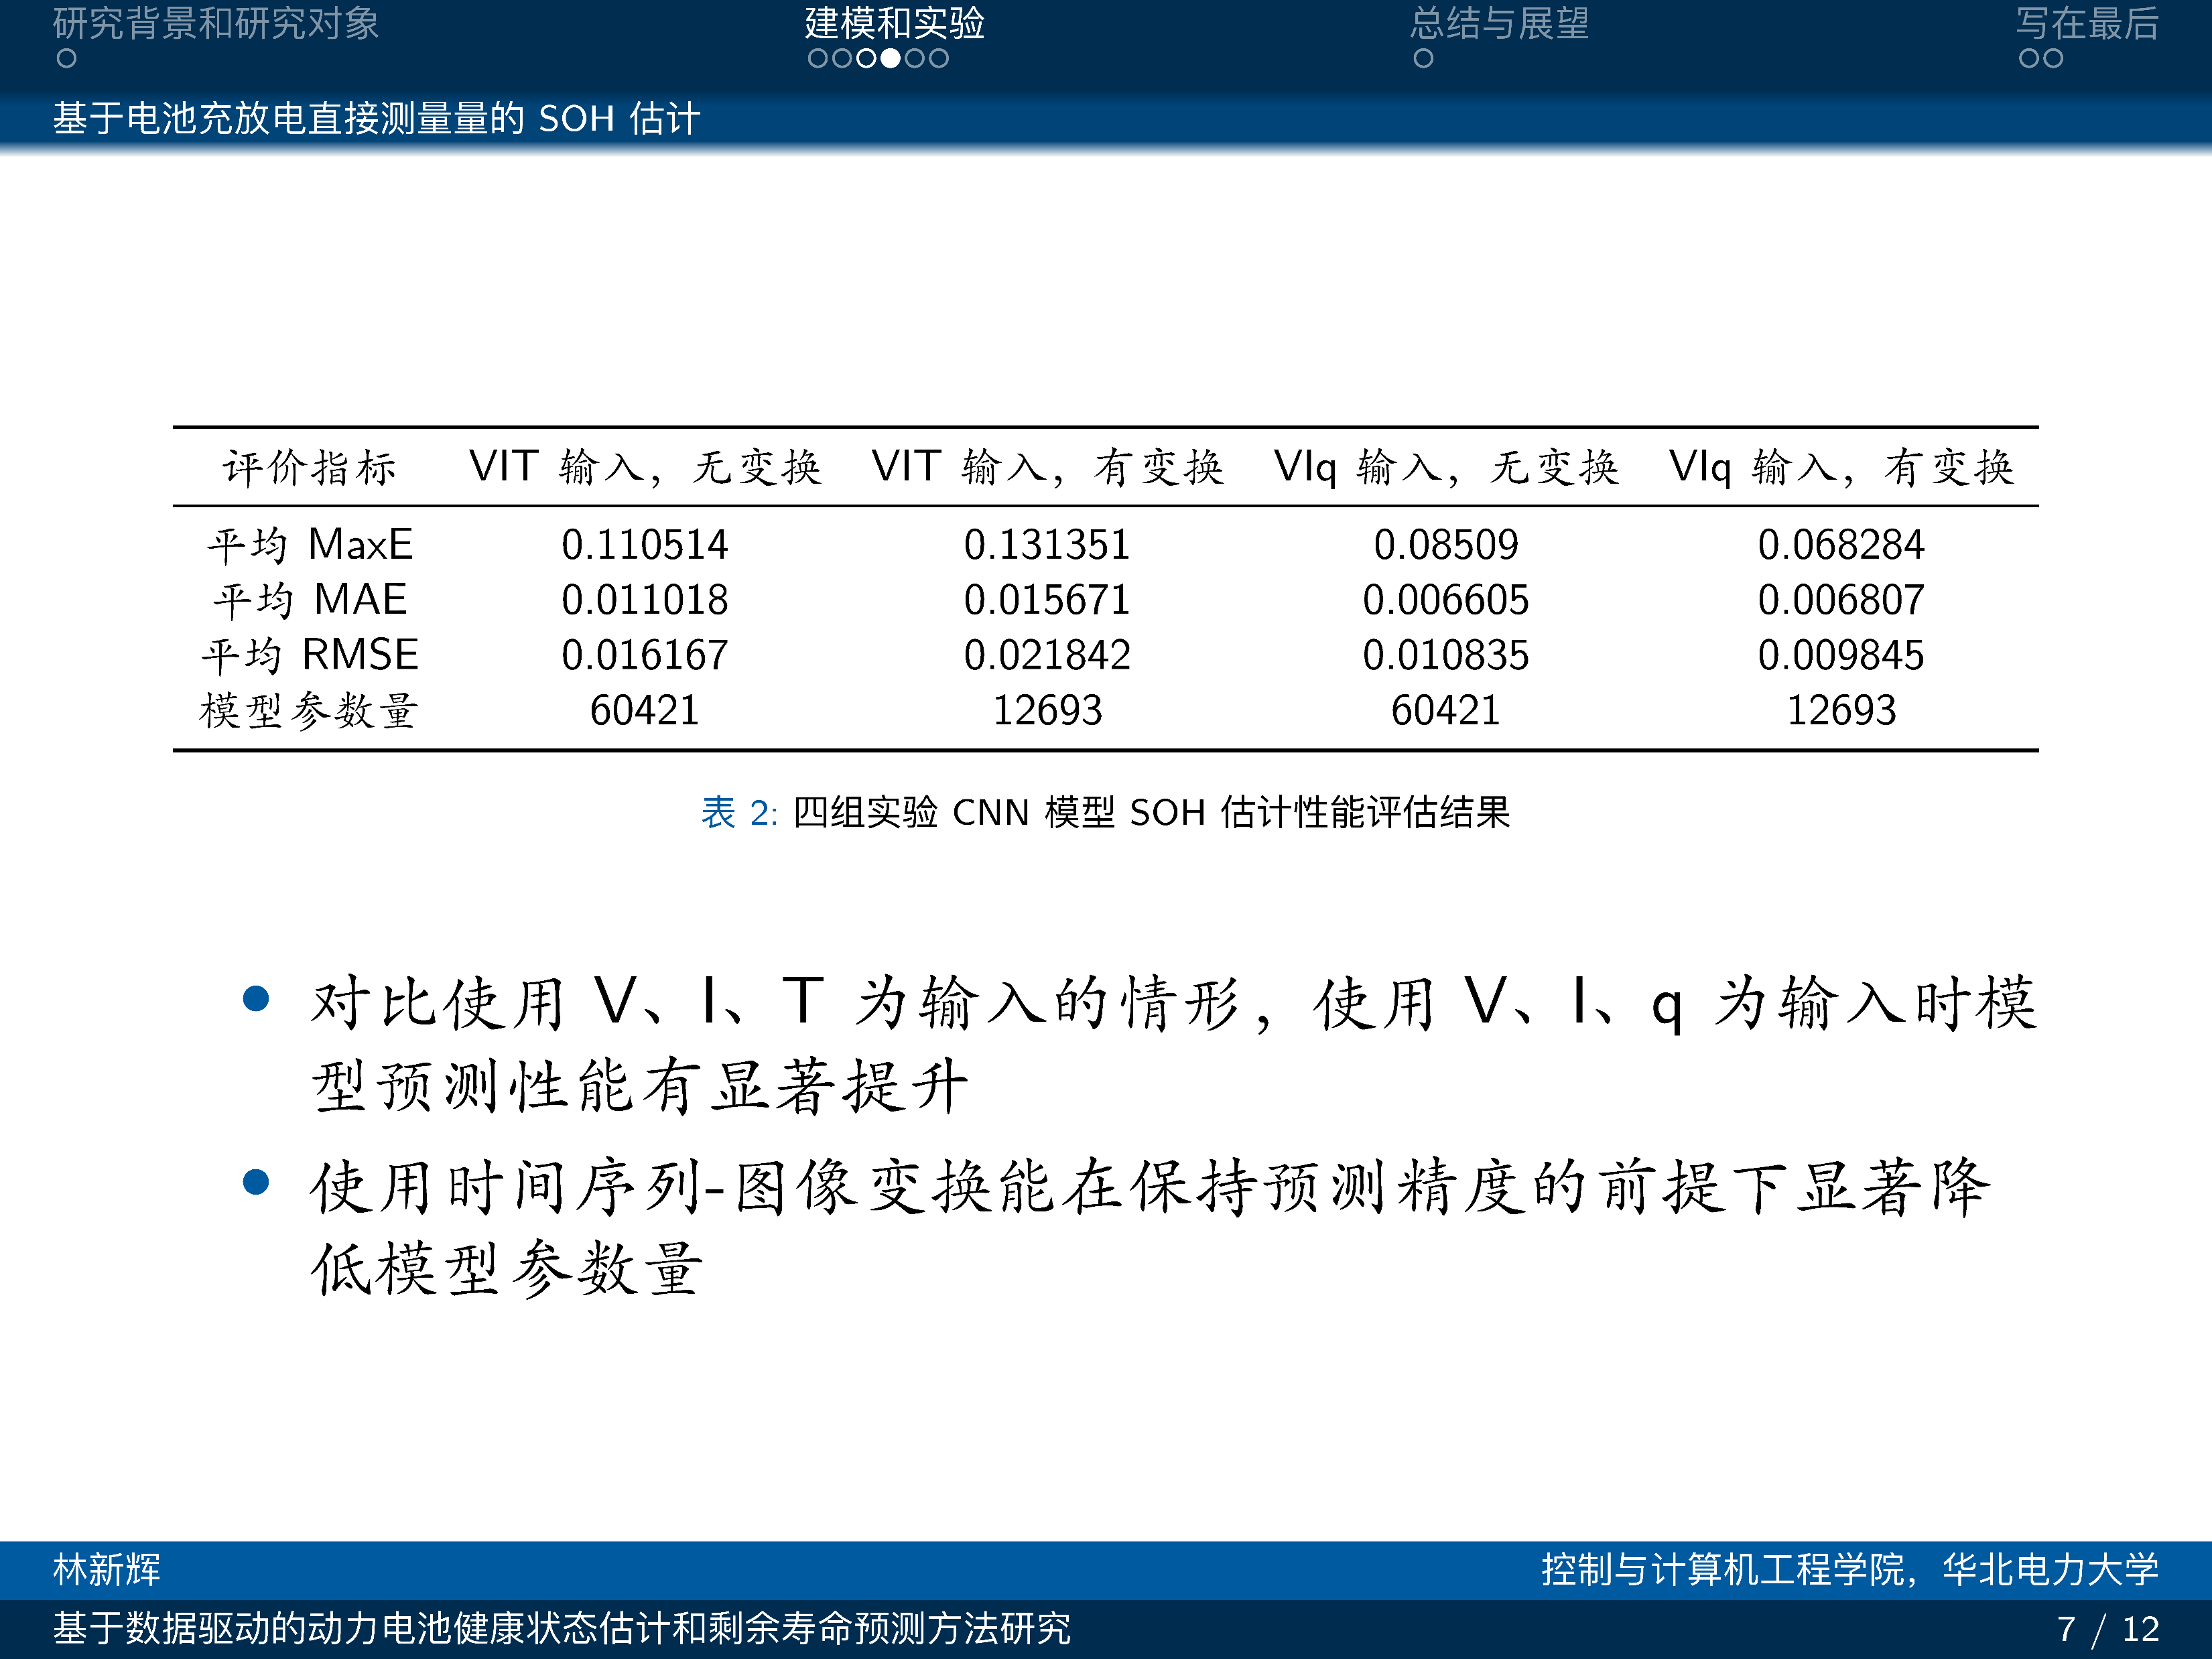 研究背景和研究对象 建模和实验 总结与展望 写在最后
基于电池充放电直接测量量的 SOH 估计
评价指标 VIT 输入，无变换 VIT 输入，有变换 VIq 输入，无变换 VIq 输入，有变换
平均 MaxE 0.110514 0.131351 0.08509 0.068284
平均 MAE 0.011018 0.015671 0.006605 0.006807
平均 RMSE 0.016167 0.021842 0.010835 0.009845
模型参数量 60421 12693 60421 12693
表 2: 四组实验 CNN 模型 SOH 估计性能评估结果
• 对比使用 V、I、T 为输入的情形，使用 V、I、q 为输入时模
型预测性能有显著提升
• 使用时间序列-图像变换能在保持预测精度的前提下显著降
低模型参数量
林新辉 控制与计算机工程学院，华北电力大学
基于数据驱动的动力电池健康状态估计和剩余寿命预测方法研究 7 / 12